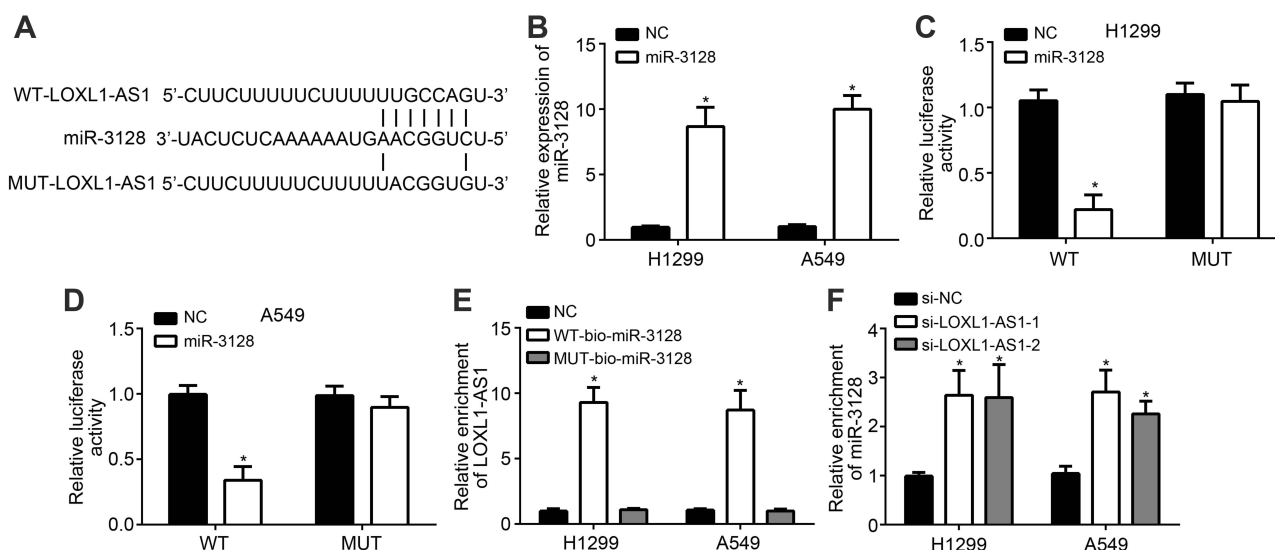 A
WT-LOXL1-AS1 5’-CUUCUUUUUCUUUUUUUGCCAGU-3’
miR-3128 3’-UACUCUCAAAAAAUGAACGGUCU-5’
MUT-LOXL1-AS1 5’-CUUCUUUUUCUUUUUUACGGUGU-3’
B
NC
miR-3128
Relative expressioin of
miR-3128
15
10
5
0
*
*
H1299
A549
C
NC
miR-3128
H1299
Relative luciferase
activity
1.5
1.0
0.5
0.0
*
WT
MUT
D
NC
miR-3128
A549
Relative luciferase
activity
1.5
1.0
0.5
0.0
*
WT
MUT
E
NC
WT-bio-miR-3128
MUT-bio-miR-3128
Relative enrichment
of LOXL1-AS1
15
10
5
0
*
*
H1299
A549
F
si-NC
si-LOXL1-AS1-1
si-LOXL1-AS1-2
Relative enrichment
of miR-3128
4
3
2
1
0
*
*
*
*
H1299
A549